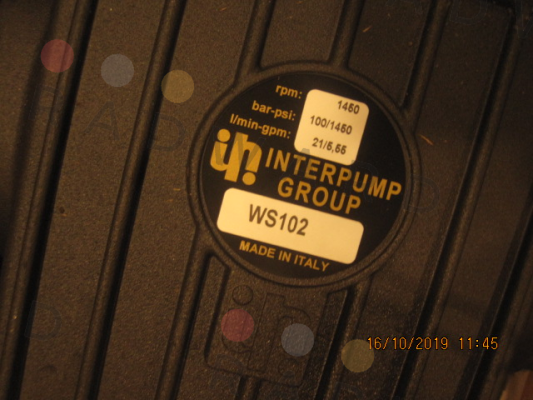 rpm: 1450
bar-psi: 100/1450
l/min-gpm: 21/5,55
ip!
INTERPUMP
GROUP
WS102
MADE IN ITALY
16/10/2019 11:45